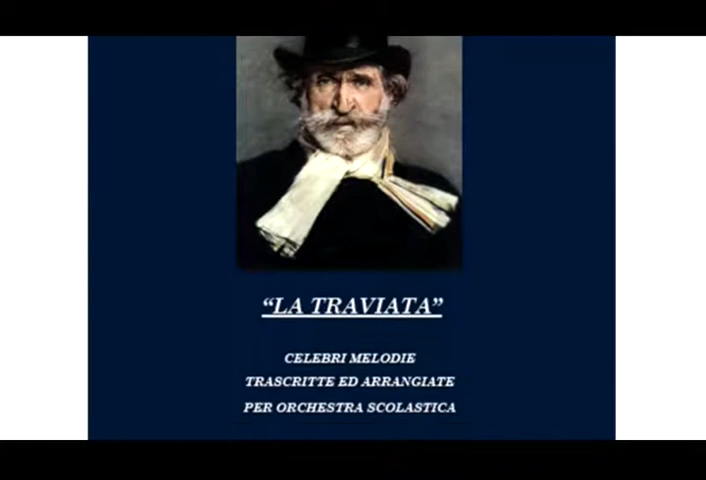 “LA TRAVIATA”
CELEBRI MELODIE
TRASCRITTE ED ARRANGIATE
PER ORCHESTRA SCOLASTICA